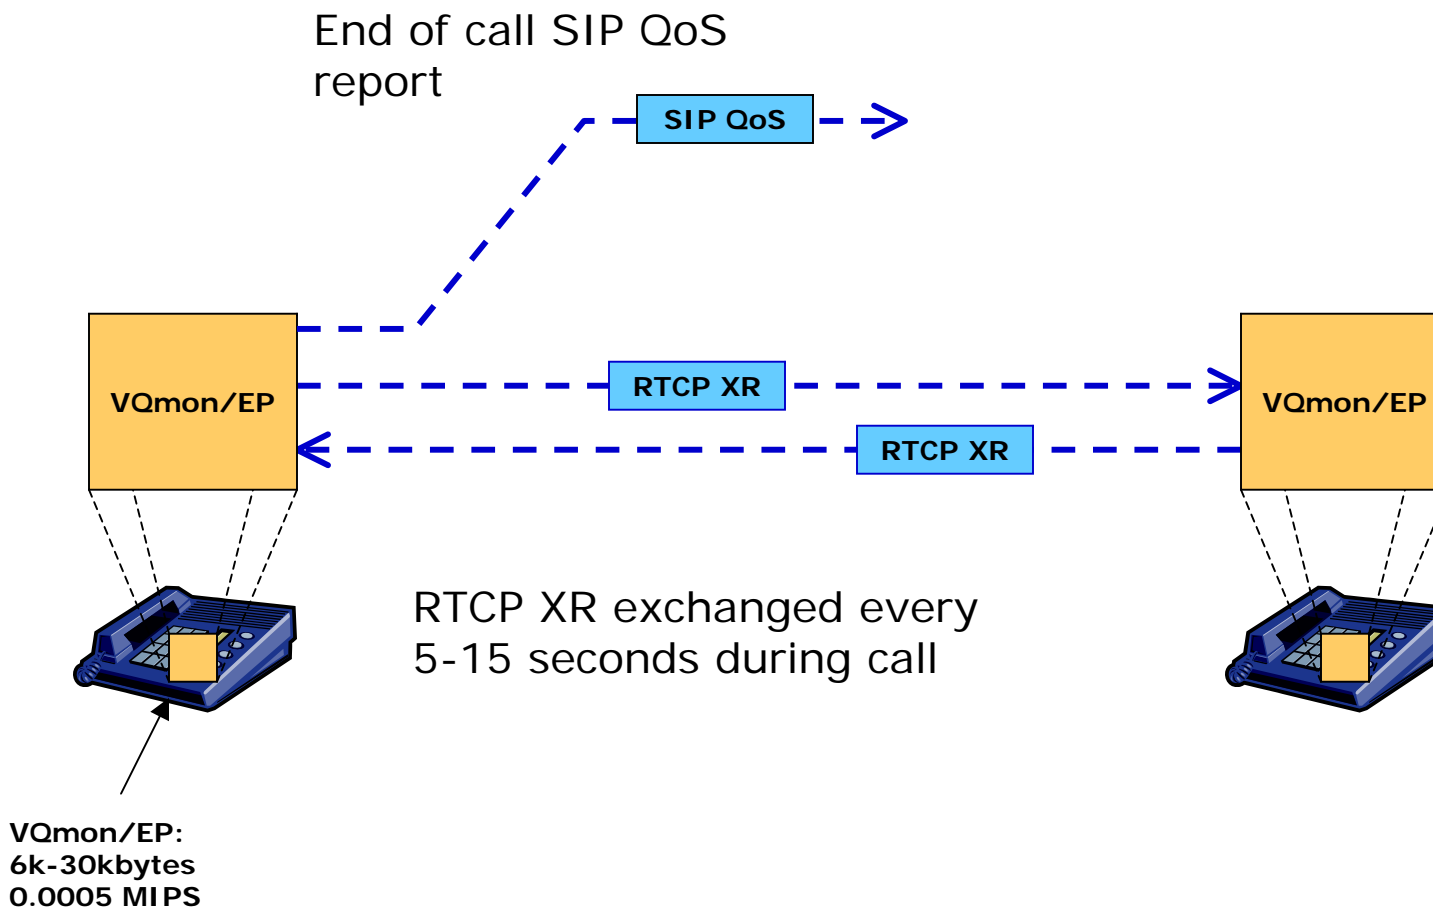 End of call SIP QoS
report
SIP QoS
VQmon/EP
RTCP XR
VQmon/EP
RTCP XR
RTCP XR exchanged every
5-15 seconds during call
VQmon/EP:
6k-30kbytes
0.0005 MIPS